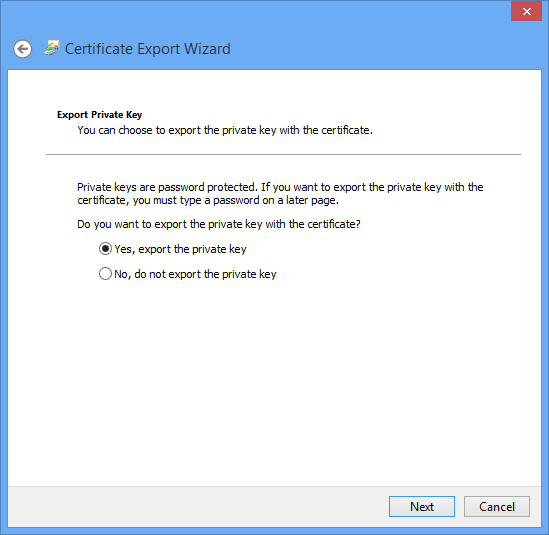 Certificate Export Wizard
Export Private Key
You can choose to export the private key with the certificate.
Private keys are password protected. If you want to export the private key with the
certificate, you must type a password on a later page.
Do you want to export the private key with the certificate?
Yes, export the private key
No, do not export the private key
Next
Cancel